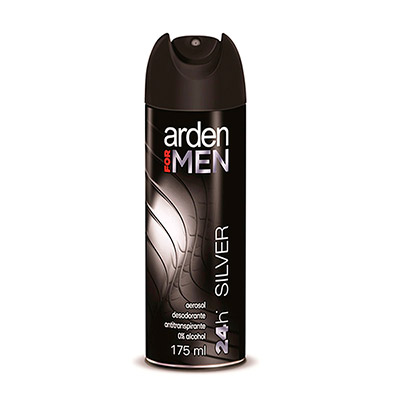 arden
FOR MEN
24h SILVER
aerosol
desodorante
antitranspirante
0% alcohol
175 ml